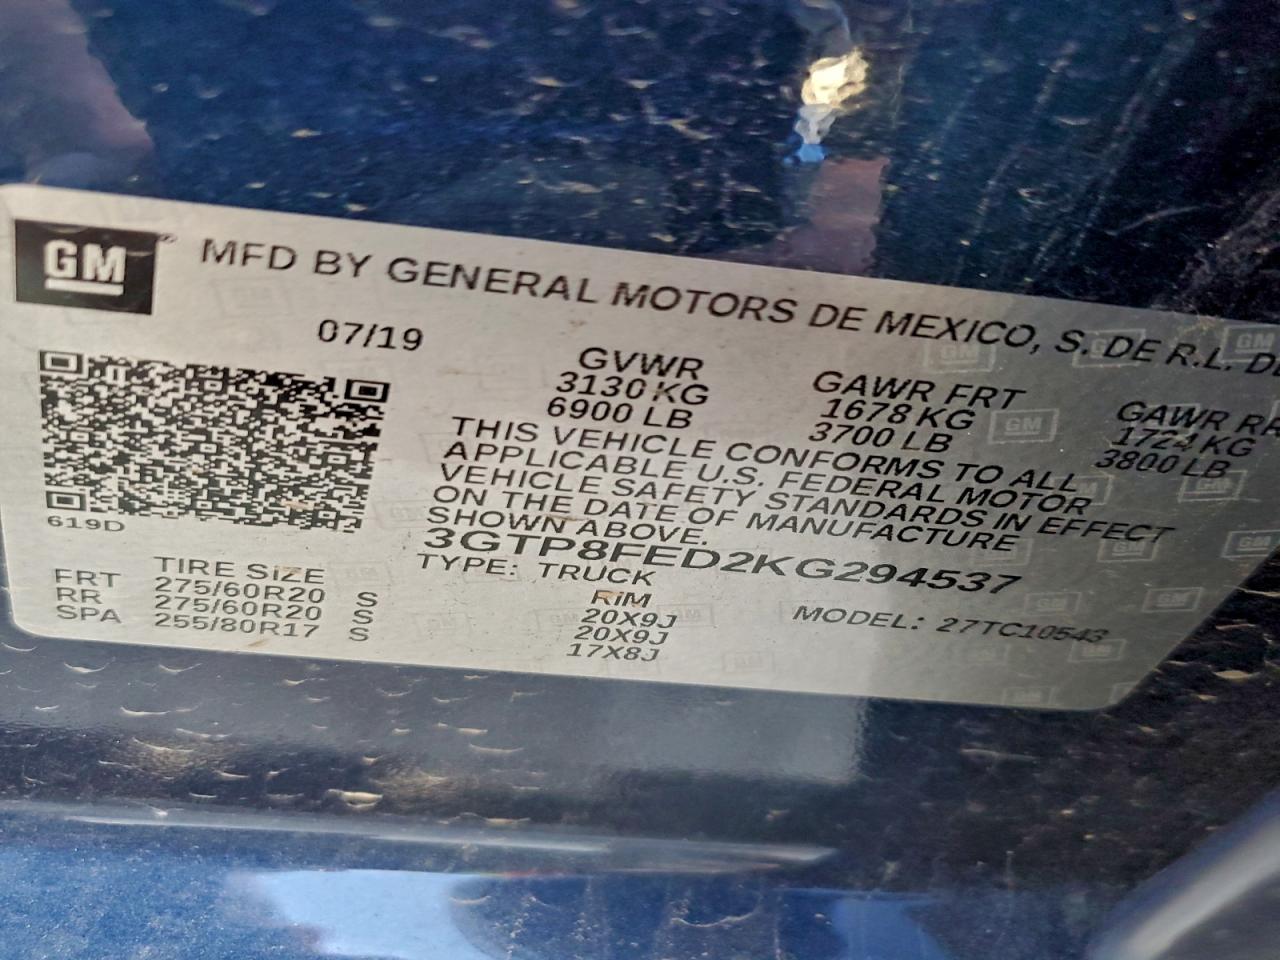 GM MFD BY GENERAL MOTORS DE MEXICO, S. DE R.L. DE
07/19
GVWR GAWR FRT GAWR RR
3130 KG 1678 KG 1724 KG
6900 LB 3700 LB 3800 LB
THIS VEHICLE CONFORMS TO ALL
APPLICABLE U.S. FEDERAL MOTOR
VEHICLE SAFETY STANDARDS IN EFFECT
ON THE DATE OF MANUFACTURE
SHOWN ABOVE.
619D
3GTP8FED2KG294537
TYPE: TRUCK MODEL: 27TC10543
TIRE SIZE RIM
FRT 275/60R20 S 20X9J
RR 275/60R20 S 20X9J
SPA 255/80R17 S 17X8J